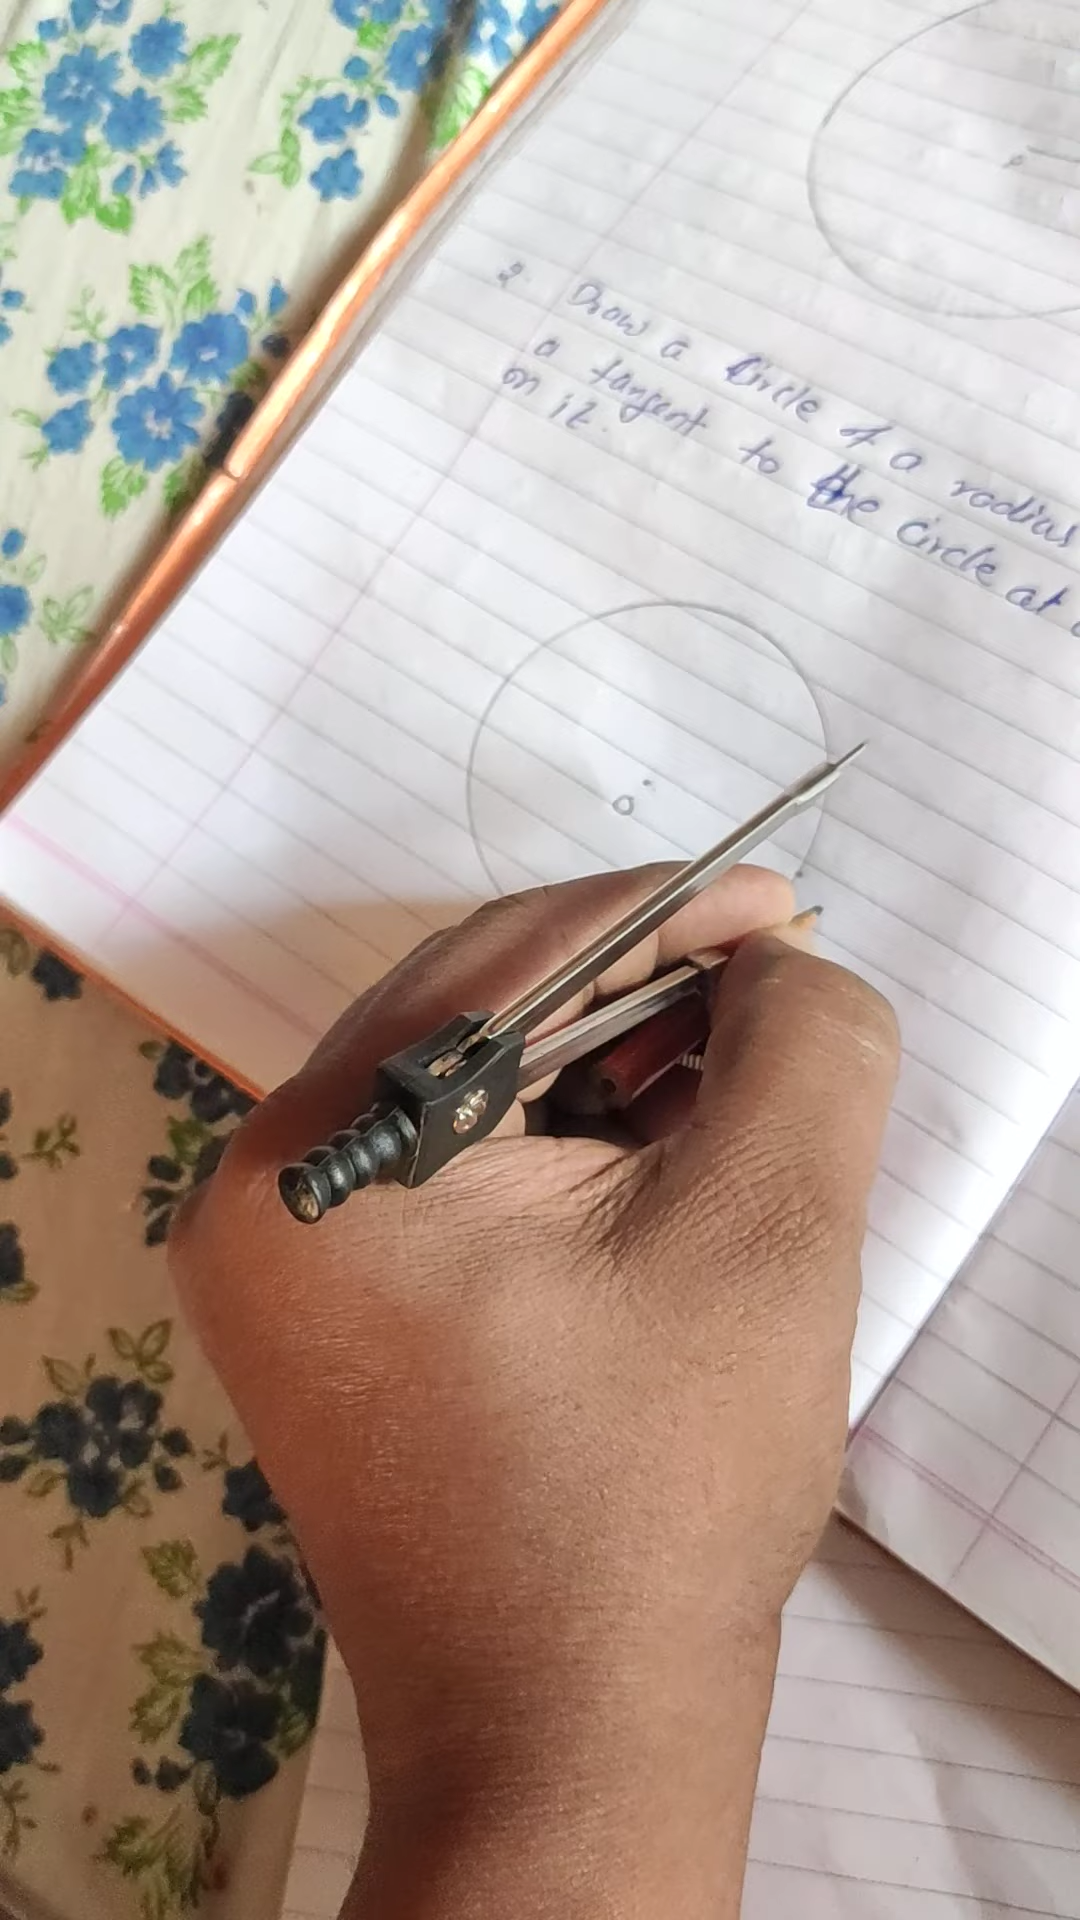 2. Draw a Circle of a radius
a tangent to the circle at
on it.
O